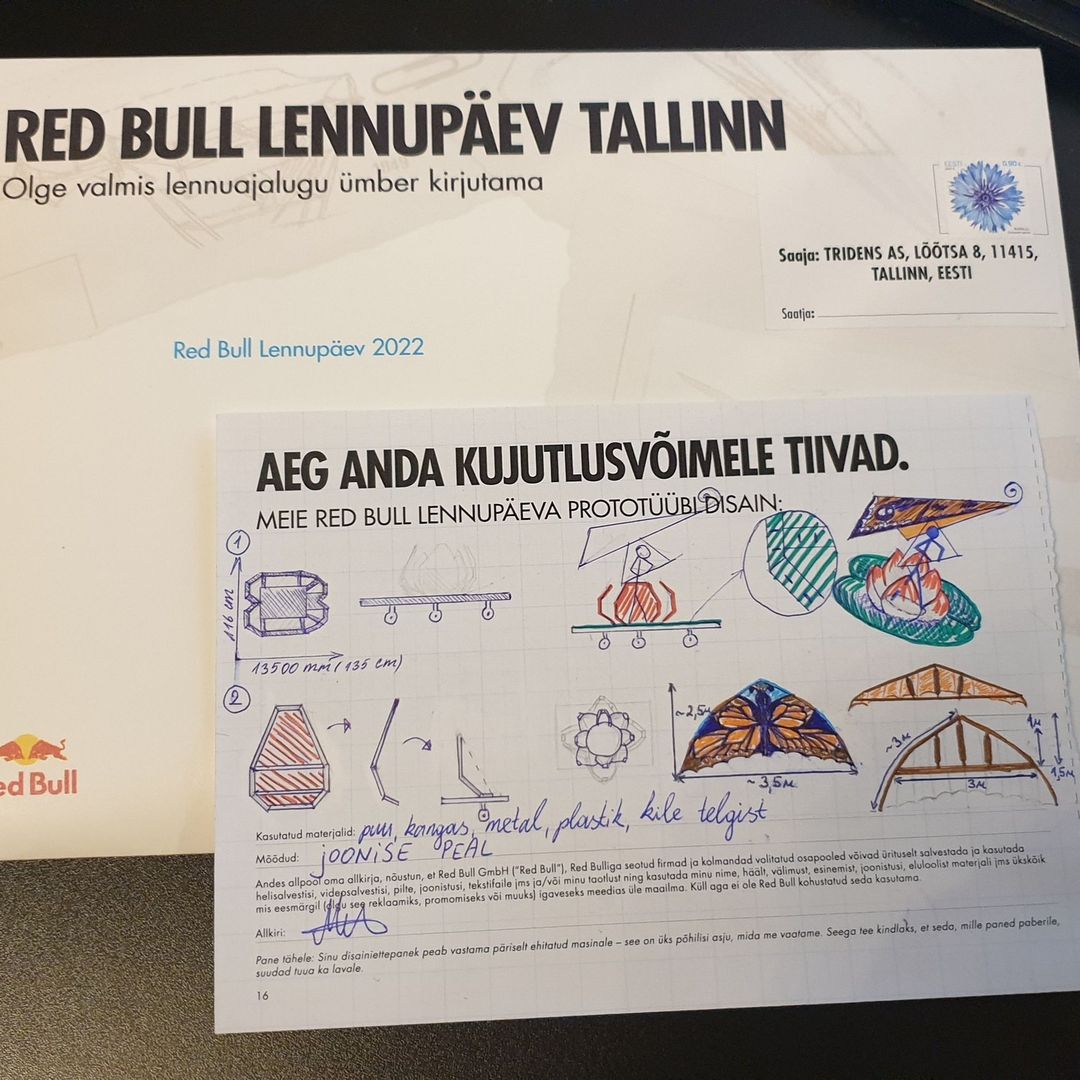 RED BULL LENNUPÄEV TALLINN
Olge valmis lennuajalugu ümber kirjutama
EESTI 0.90 €
Saaja: TRIDENS AS, LÕÕTSA 8, 11415,
TALLINN, EESTI
Saatja:
Red Bull Lennupäev 2022
ed Bull
AEG ANDA KUJUTLUSVÕIMELE TIIVAD.
MEIE RED BULL LENNUPÄEVA PROTOTÜÜBI DISAIN:
1
116 cm
13500 mm (135 cm)
2
~2,5м
~ 3,5м
~3м
1м
1,5м
3м
Kasutatud materjalid: puu, kangas, metal, plastik, kile telgist
Mõõdud: JOONISE PEAL
Andes allpool oma allkirja, nõustun, et Red Bull GmbH ("Red Bull"), Red Bulliga seotud firmad ja kolmandad valitatud osapooled võivad ürituselt salvestada ja kasutada
helisalvestisi, videosalvestisi, pilte, joonistusi, tekstifaile jms ja/või minu taotlust ning kasutada minu nime, häält, välimust, esinemist, joonistusi, eluloolist materjali jms ükskõik
mis eesmärgil (olgu see reklaamiks, promomiseks või muuks) igaveseks meedias üle maailma. Küll aga ei ole Red Bull kohustatud seda kasutama.
Allkiri:
Pane tähele: Sinu disainiettepanek peab vastama päriselt ehitatud masinale – see on üks põhilisi asju, mida me vaatame. Seega tee kindlaks, et seda, mille paned paberile,
suudad tuua ka lavale.
16